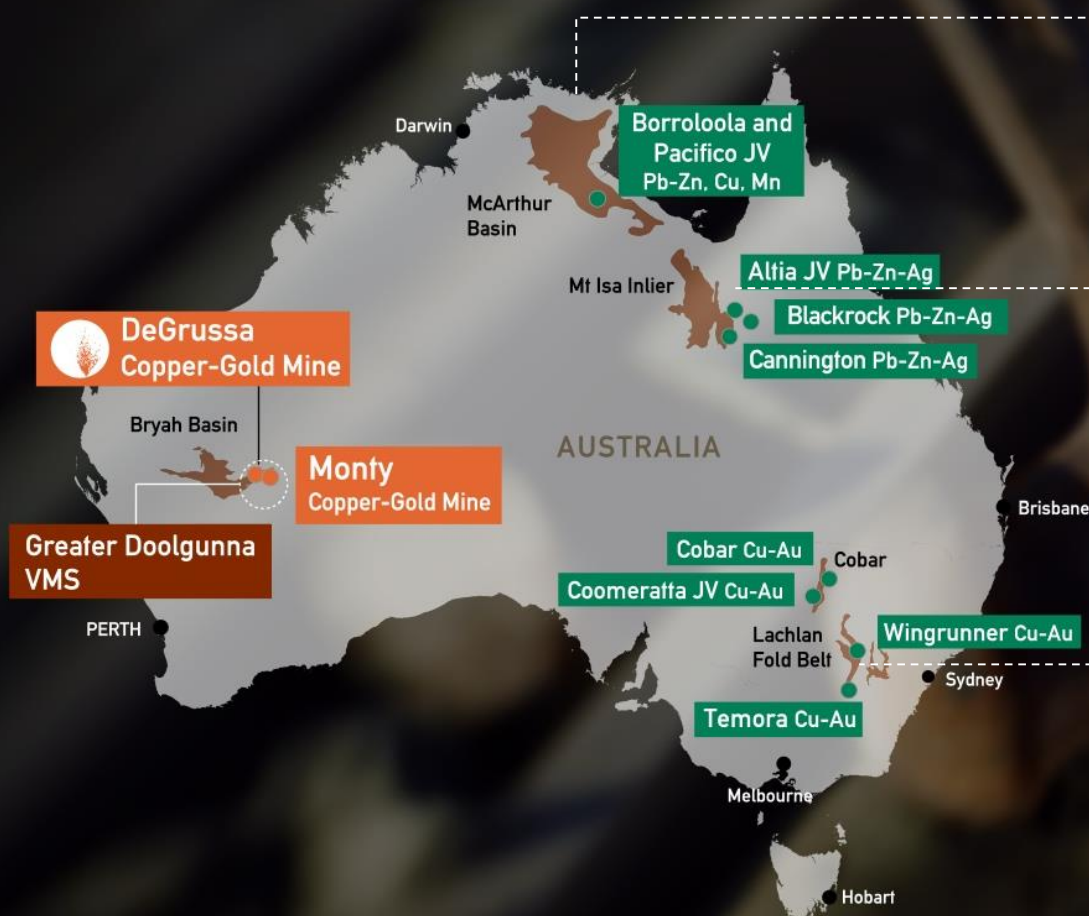 Darwin
Borroloola and
Pacifico JV
Pb-Zn, Cu, Mn
McArthur
Basin
Mt Isa Inlier
Altia JV Pb-Zn-Ag
Blackrock Pb-Zn-Ag
Cannington Pb-Zn-Ag
DeGrussa
Copper-Gold Mine
Bryah Basin
AUSTRALIA
Monty
Copper-Gold Mine
Brisbane
Greater Doolgunna
VMS
Cobar Cu-Au
Cobar
Coomeratta JV Cu-Au
PERTH
Lachlan
Fold Belt
Wingrunner Cu-Au
Sydney
Temora Cu-Au
Melbourne
Hobart